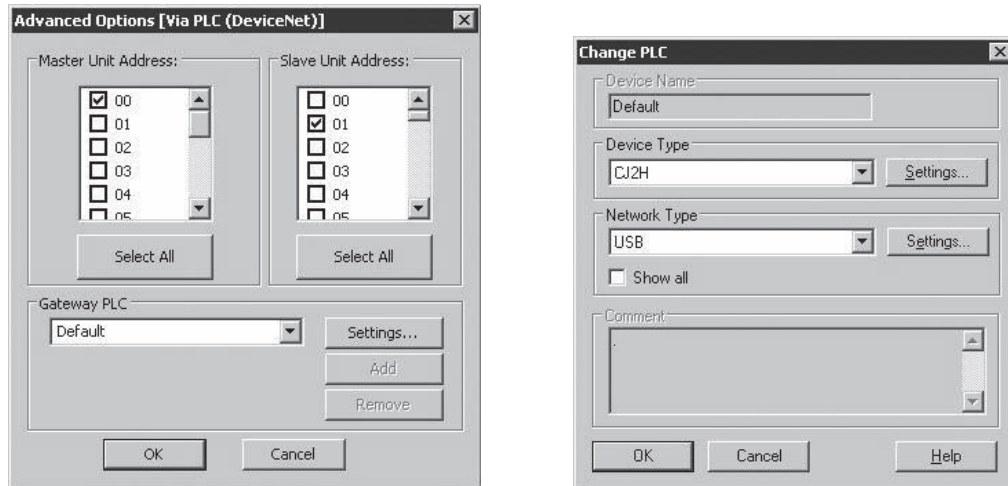 Advanced Options [Via PLC (DeviceNet)]
Master Unit Address:
00
01
02
03
04
05
Select All
Slave Unit Address:
00
01
02
03
04
05
Select All
Gateway PLC
Default
Settings...
Add
Remove
OK
Cancel
Change PLC
Device Name
Default
Device Type
CJ2H
Settings...
Network Type
USB
Settings...
Show all
Comment
.
OK
Cancel
Help